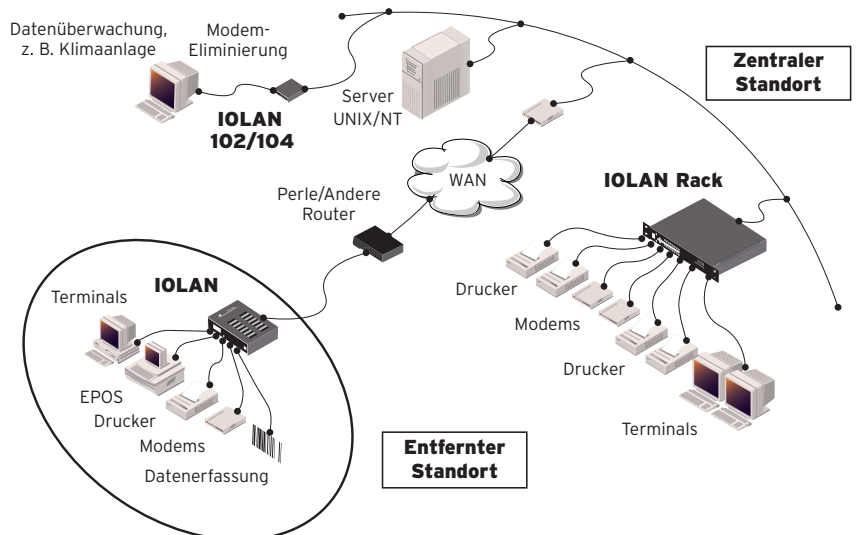 Datenüberwachung,
z. B. Klimaanlage
Modem-
Eliminierung
IOLAN
102/104
Server
UNIX/NT
Zentraler
Standort
WAN
IOLAN Rack
Perle/Andere
Router
Drucker
Modems
Drucker
Terminals
IOLAN
Terminals
EPOS
Drucker
Modems
Datenerfassung
Entfernter
Standort